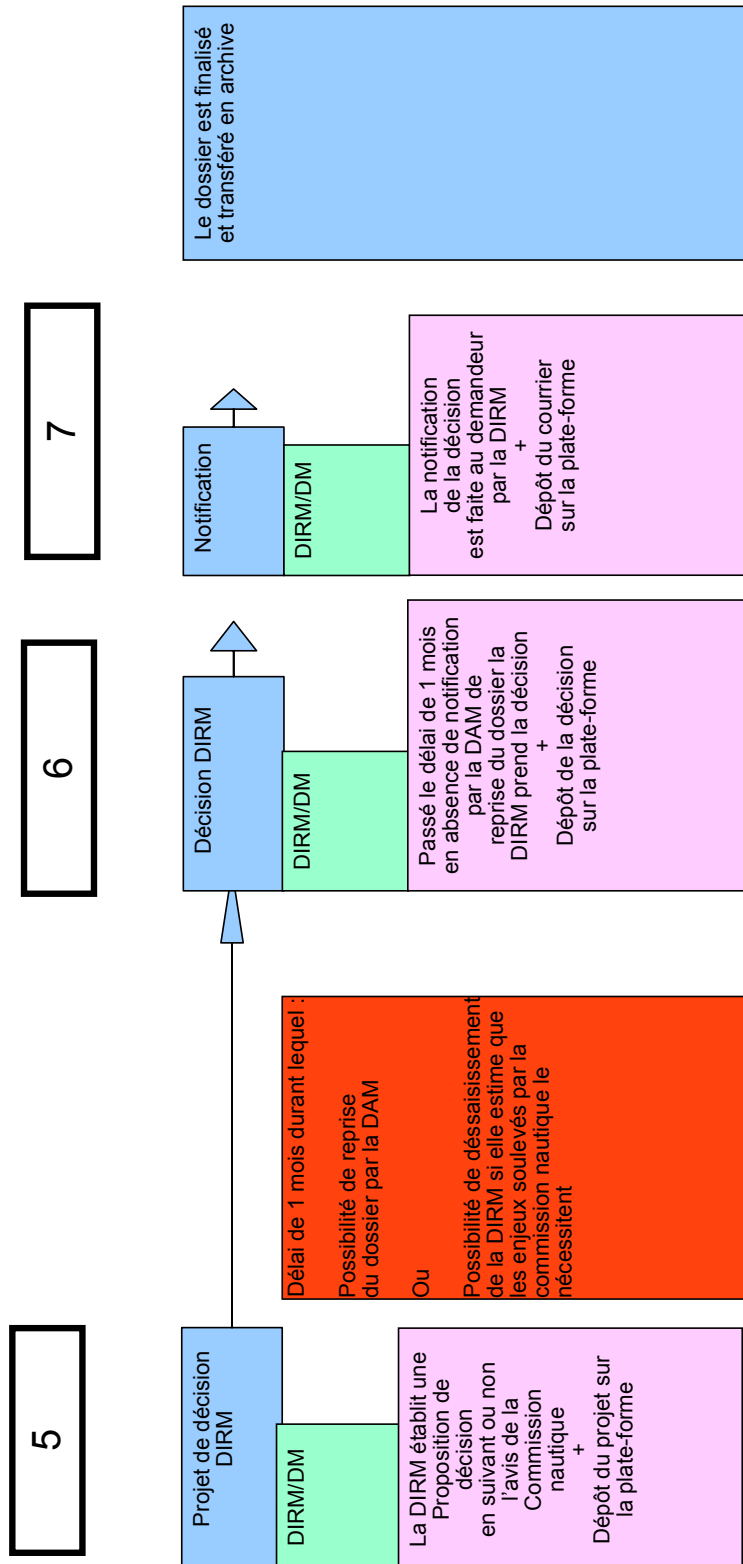 5
Projet de décision
DIRM
DIRM/DM
La DIRM établit une
Proposition de
décision
en suivant ou non
l'avis de la
Commission
nautique
+
Dépôt du projet sur
la plate-forme
Délai de 1 mois durant lequel :
Possibilité de reprise
du dossier par la DAM
Ou
Possibilité de déssaisissement
de la DIRM si elle estime que
les enjeux soulevés par la
commission nautique le
nécessitent
6
Décision DIRM
DIRM/DM
Passé le délai de 1 mois
en absence de notification
par la DAM de
reprise du dossier la
DIRM prend la décision
+
Dépôt de la décision
sur la plate-forme
7
Notification
DIRM/DM
La notification
de la décision
est faite au demandeur
par la DIRM
+
Dépôt du courrier
sur la plate-forme
Le dossier est finalisé
et transféré en archive